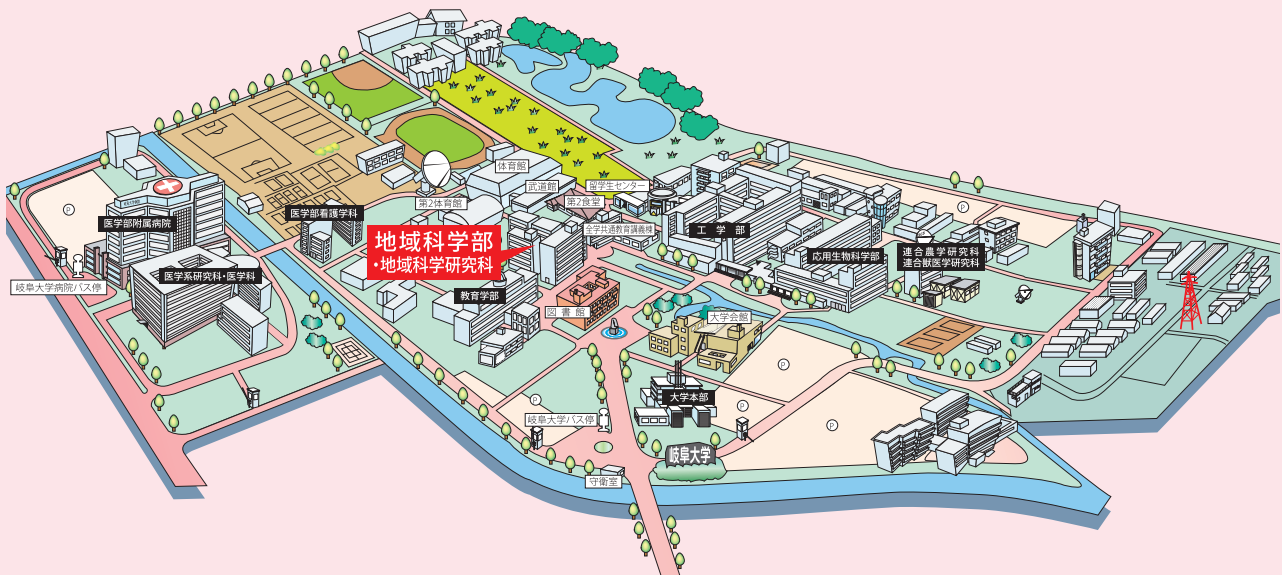 体育館
武道館
留学生センター
第2体育館
第2食堂
医学部看護学科
医学部附属病院
全学共通教育講義棟
工学部
地域科学部
・地域科学研究科
応用生物科学部
連合農学研究科
連合獣医学研究科
医学系研究科・医学科
岐阜大学病院バス停
教育学部
図書館
大学会館
大学本部
岐阜大学バス停
岐阜大学
守衛室
P
P
P
P
P
P